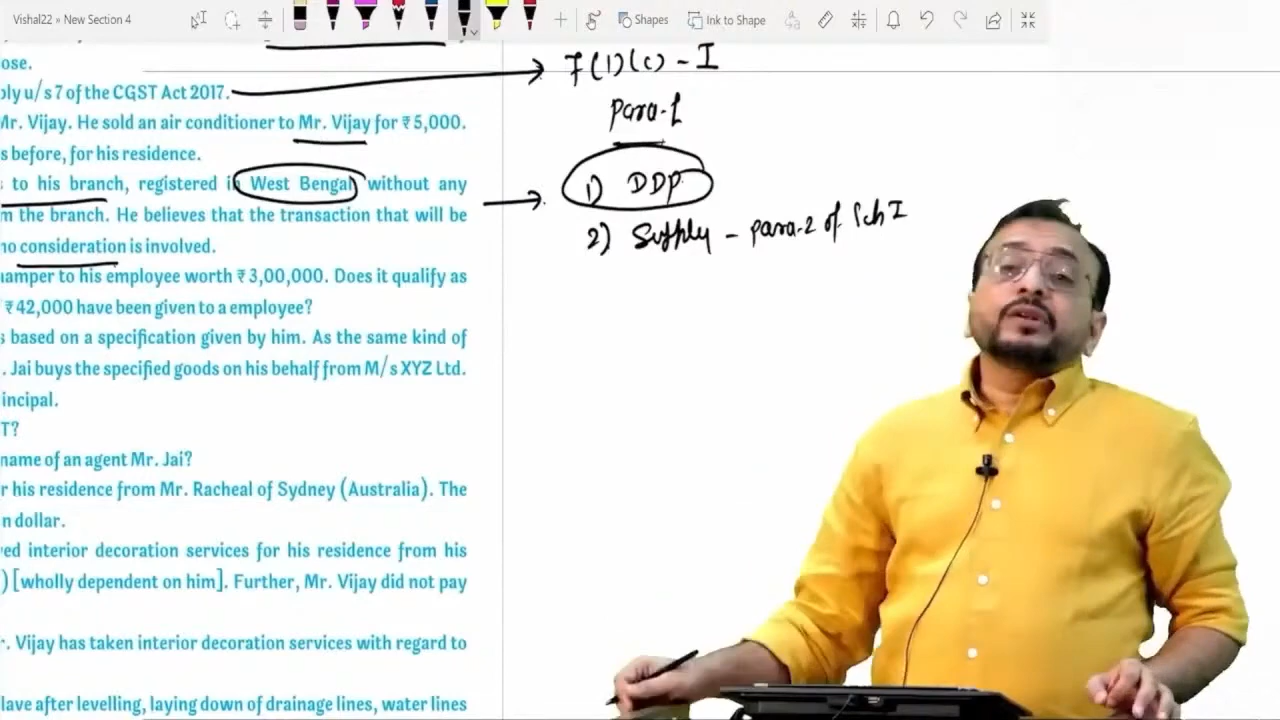 Vishal22 » New Section 4
Shapes
Ink to Shape
ose.
ply u/s 7 of the CGST Act 2017.
Mr. Vijay. He sold an air conditioner to Mr. Vijay for ₹ 5,000.
s before, for his residence.
to his branch, registered in West Bengal without any
m the branch. He believes that the transaction that will be
no consideration is involved.
hamper to his employee worth ₹ 3,00,000. Does it qualify as
₹ 42,000 have been given to a employee?
s based on a specification given by him. As the same kind of
. Jai buys the specified goods on his behalf from M/s XYZ Ltd.
incipal.
T?
name of an agent Mr. Jai?
r his residence from Mr. Racheal of Sydney (Australia). The
n dollar.
ed interior decoration services for his residence from his
) [wholly dependent on him]. Further, Mr. Vijay did not pay
r. Vijay has taken interior decoration services with regard to
lave after levelling, laying down of drainage lines, water lines
7(1)(c) - I
para-1
1) DDP
2) Supply - para-2 of Sch I